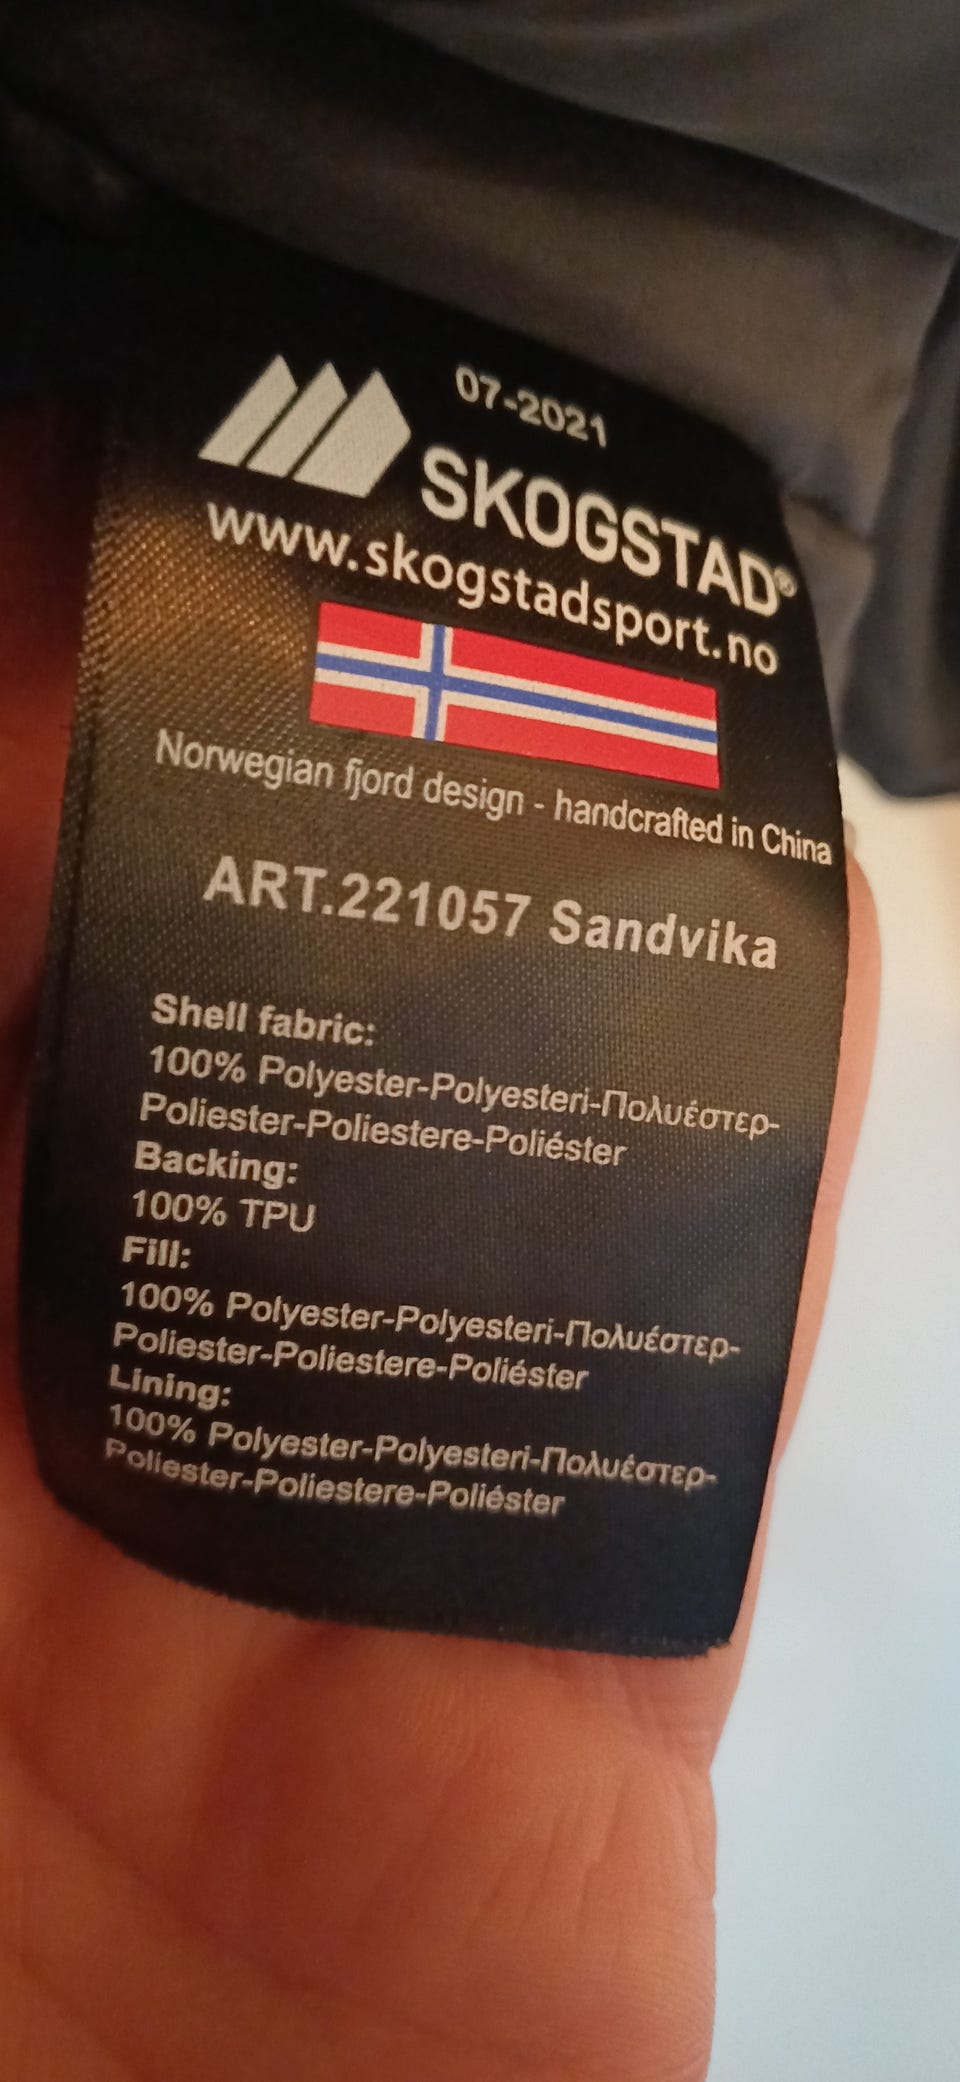 07-2021
SKOGSTAD®
www.skogstadsport.no
Norwegian fjord design - handcrafted in China
ART.221057 Sandvika
Shell fabric:
100% Polyester-Polyesteri-Πολυέστερ-
Poliester-Poliestere-Poliéster
Backing:
100% TPU
Fill:
100% Polyester-Polyesteri-Πολυέστερ-
Poliester-Poliestere-Poliéster
Lining:
100% Polyester-Polyesteri-Πολυέστερ-
Poliester-Poliestere-Poliéster